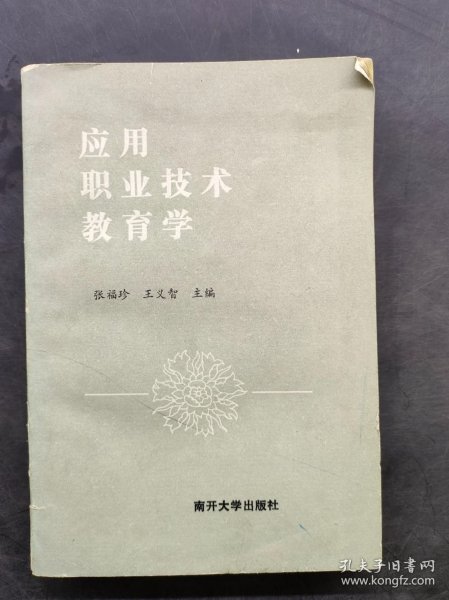 应用
职业技术
教育学
张福珍 王义智 主编
南开大学出版社
孔夫子旧书网
www.kongfz.com